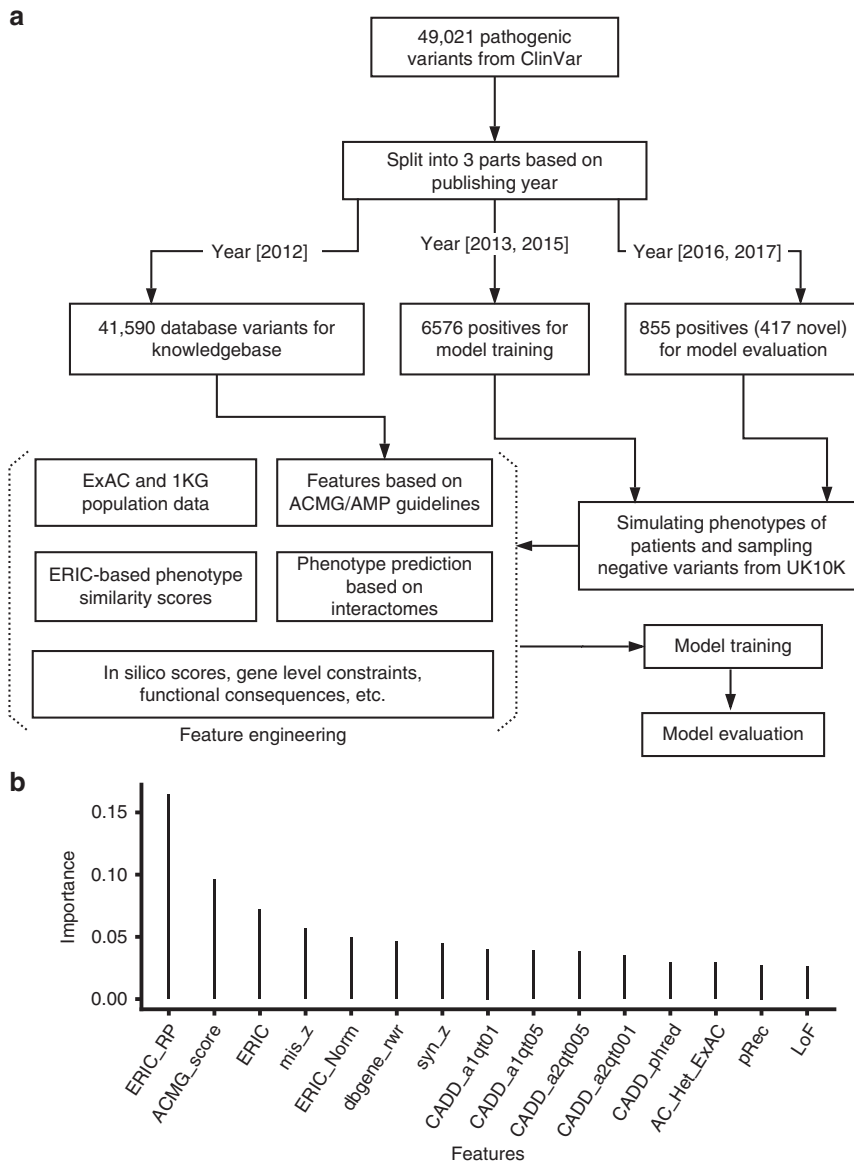 a
49,021 pathogenic
variants from ClinVar
Split into 3 parts based on
publishing year
Year [2012]
Year [2013, 2015]
Year [2016, 2017]
41,590 database variants for
knowledgebase
6576 positives for
model training
855 positives (417 novel)
for model evaluation
ExAC and 1KG
population data
Features based on
ACMG/AMP guidelines
ERIC-based phenotype
similarity scores
Phenotype prediction
based on
interactomes
In silico scores, gene level constraints,
functional consequences, etc.
Feature engineering
Simulating phenotypes of
patients and sampling
negative variants from UK10K
Model training
Model evaluation
b
Importance
0.15
0.10
0.05
0.00
ERIC_RP
ACMG_score
ERIC
mis_z
ERIC_Norm
dbgene_rwr
syn_z
CADD_a1qt01
CADD_a1qt05
CADD_a2qt005
CADD_a2qt001
CADD_phred
AC_Het_ExAC
pRec
LoF
Features